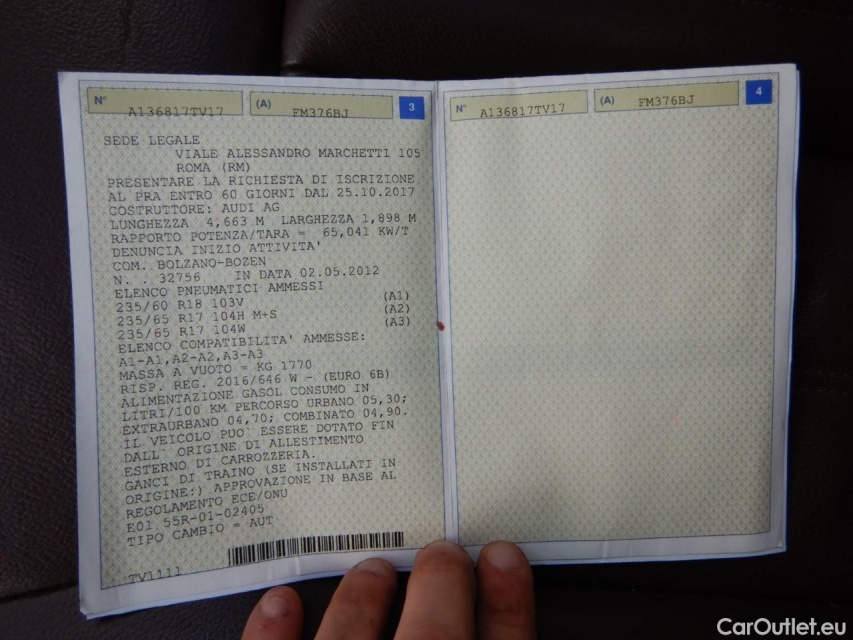 N° A136817TV17 (A) FM376BJ 3
SEDE LEGALE
VIALE ALESSANDRO MARCHETTI 105
ROMA (RM)
PRESENTARE LA RICHIESTA DI ISCRIZIONE
AL PRA ENTRO 60 GIORNI DAL 25.10.2017
COSTRUTTORE: AUDI AG
LUNGHEZZA 4,663 M LARGHEZZA 1,898 M
RAPPORTO POTENZA/TARA = 65,041 KW/T
DENUNCIA INIZIO ATTIVITA'
COM. BOLZANO-BOZEN
N. . 32756 IN DATA 02.05.2012
ELENCO PNEUMATICI AMMESSI
235/60 R18 103V (A1)
235/65 R17 104H M+S (A2)
235/65 R17 104W (A3)
ELENCO COMPATIBILITA' AMMESSE:
A1-A1,A2-A2,A3-A3
MASSA A VUOTO = KG 1770
RISP. REG. 2016/646 W - (EURO 6B)
ALIMENTAZIONE GASOL CONSUMO IN
LITRI/100 KM PERCORSO URBANO 05,30;
EXTRAURBANO 04,70; COMBINATO 04,90.
IL VEICOLO PUO` ESSERE DOTATO FIN
DALL` ORIGINE DI ALLESTIMENTO
ESTERNO DI CARROZZERIA.
GANCI DI TRAINO (SE INSTALLATI IN
ORIGINE:) APPROVAZIONE IN BASE AL
REGOLAMENTO ECE/ONU
E01 55R-01-02405
TIPO CAMBIO = AUT
TV1111
N° A136817TV17 (A) FM376BJ 4
CarOutlet.eu